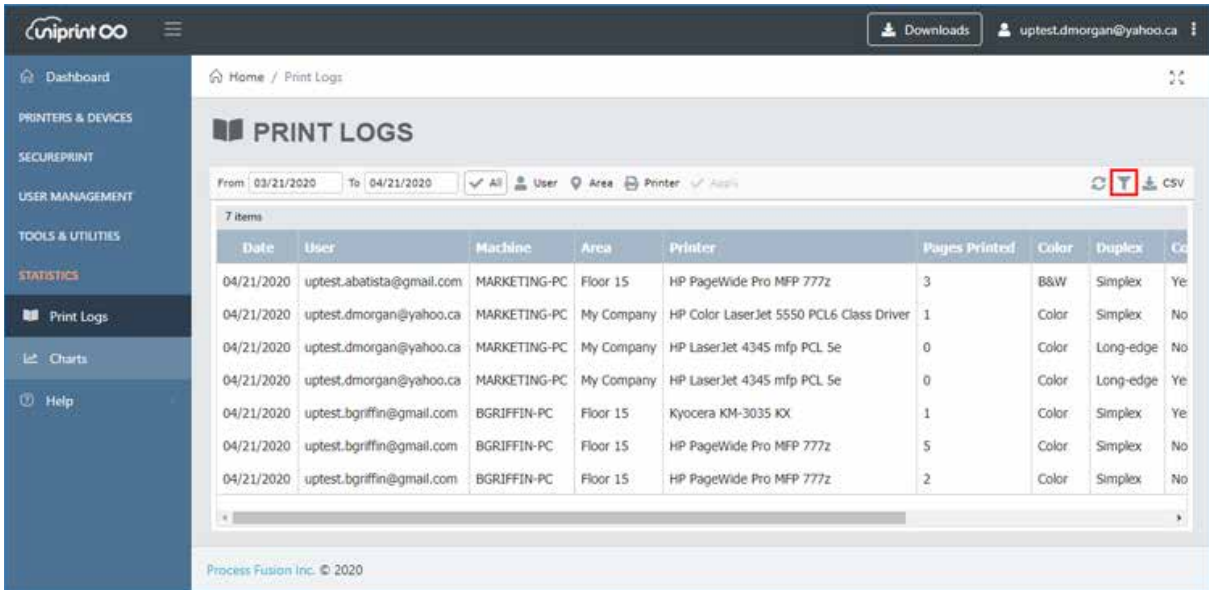 uniprint
Downloads
uptest.dmorgan@yahoo.ca
Dashboard
PRINTERS & DEVICES
SECUREPRINT
USER MANAGEMENT
TOOLS & UTILITIES
STATISTICS
Print Logs
Charts
Help
Home / Print Logs
PRINT LOGS
From 03/21/2020 To 04/21/2020 All User Area Printer Apply CSV
7 items
Date User Machine Area Printer Pages Printed Color Duplex Co
04/21/2020 uptest.abatista@gmail.com MARKETING-PC Floor 15 HP PageWide Pro MFP 777z 3 B&W Simplex Ye
04/21/2020 uptest.dmorgan@yahoo.ca MARKETING-PC My Company HP Color LaserJet 5550 PCL6 Class Driver 1 Color Simplex No
04/21/2020 uptest.dmorgan@yahoo.ca MARKETING-PC My Company HP LaserJet 4345 mfp PCL 5e 0 Color Long-edge No
04/21/2020 uptest.dmorgan@yahoo.ca MARKETING-PC My Company HP LaserJet 4345 mfp PCL 5e 0 Color Long-edge Ye
04/21/2020 uptest.bgriffin@gmail.com BGRIFFIN-PC Floor 15 Kyocera KM-3035 KX 1 Color Simplex Ye
04/21/2020 uptest.bgriffin@gmail.com BGRIFFIN-PC Floor 15 HP PageWide Pro MFP 777z 5 Color Simplex No
04/21/2020 uptest.bgriffin@gmail.com BGRIFFIN-PC Floor 15 HP PageWide Pro MFP 777z 2 Color Simplex No
Process Fusion Inc. © 2020